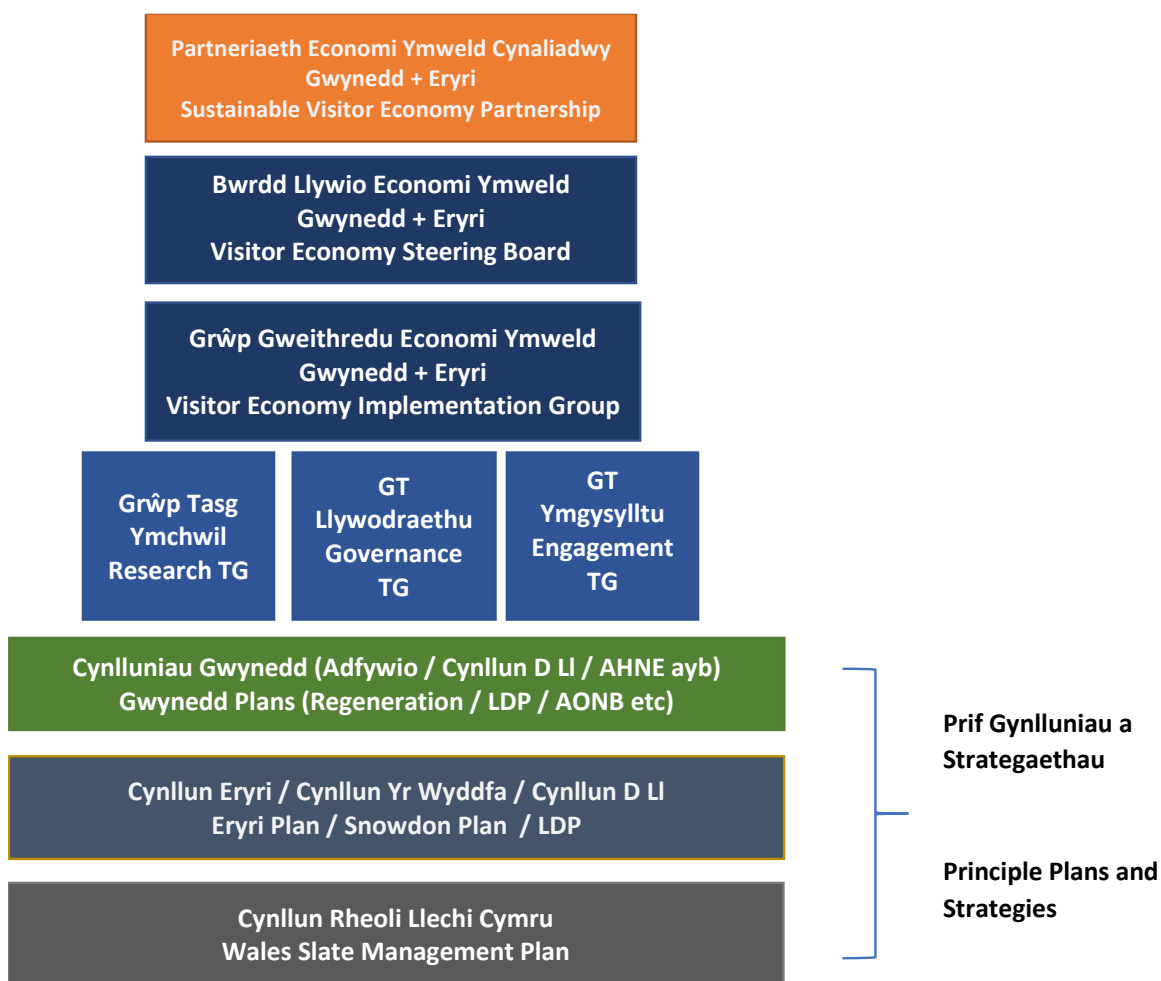 Partneriaeth Economi Ymweld Cynaliadwy
Gwynedd + Eryri
Sustainable Visitor Economy Partnership
Bwrdd Llywio Economi Ymweld
Gwynedd + Eryri
Visitor Economy Steering Board
Grŵp Gweithredu Economi Ymweld
Gwynedd + Eryri
Visitor Economy Implementation Group
Grŵp Tasg
Ymchwil
Research TG
GT
Llywodraethu
Governance
TG
GT
Ymgysylltu
Engagement
TG
Cynlluniau Gwynedd (Adfywio / Cynllun D Ll / AHNE ayb)
Gwynedd Plans (Regeneration / LDP / AONB etc)
Cynllun Eryri / Cynllun Yr Wyddfa / Cynllun D Ll
Eryri Plan / Snowdon Plan / LDP
Cynllun Rheoli Llechi Cymru
Wales Slate Management Plan
Prif Gynlluniau a
Strategaethau
Principle Plans and
Strategies